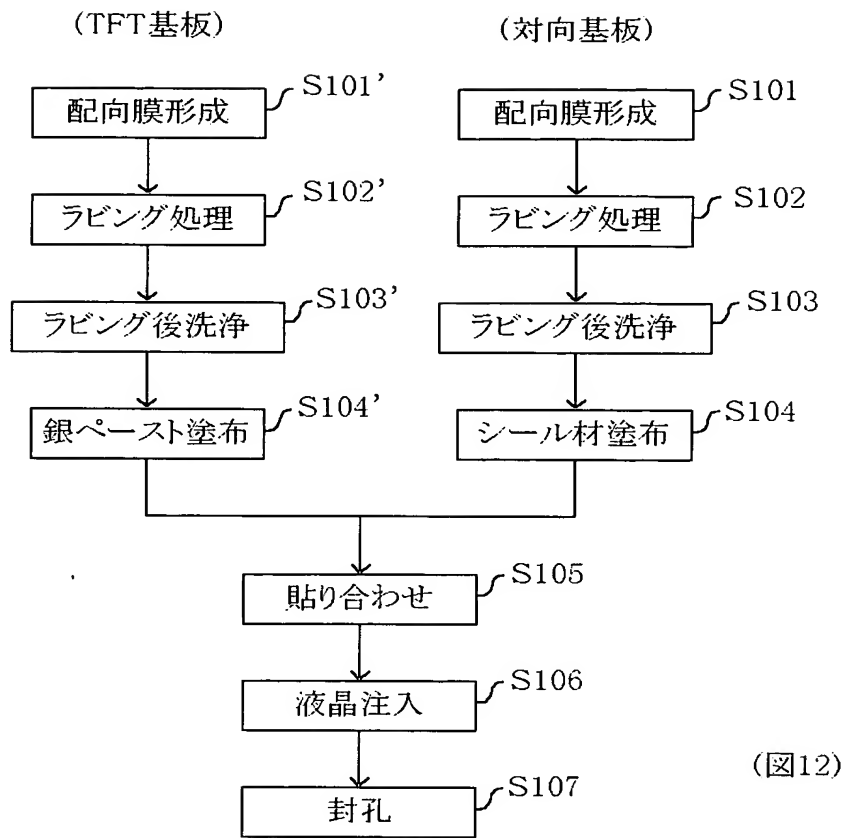 (TFT基板)
(対向基板)
配向膜形成
S101'
配向膜形成
S101
ラビング処理
S102'
ラビング処理
S102
ラビング後洗浄
S103'
ラビング後洗浄
S103
銀ペースト塗布
S104'
シール材塗布
S104
貼り合わせ
S105
液晶注入
S106
封孔
S107
(図12)